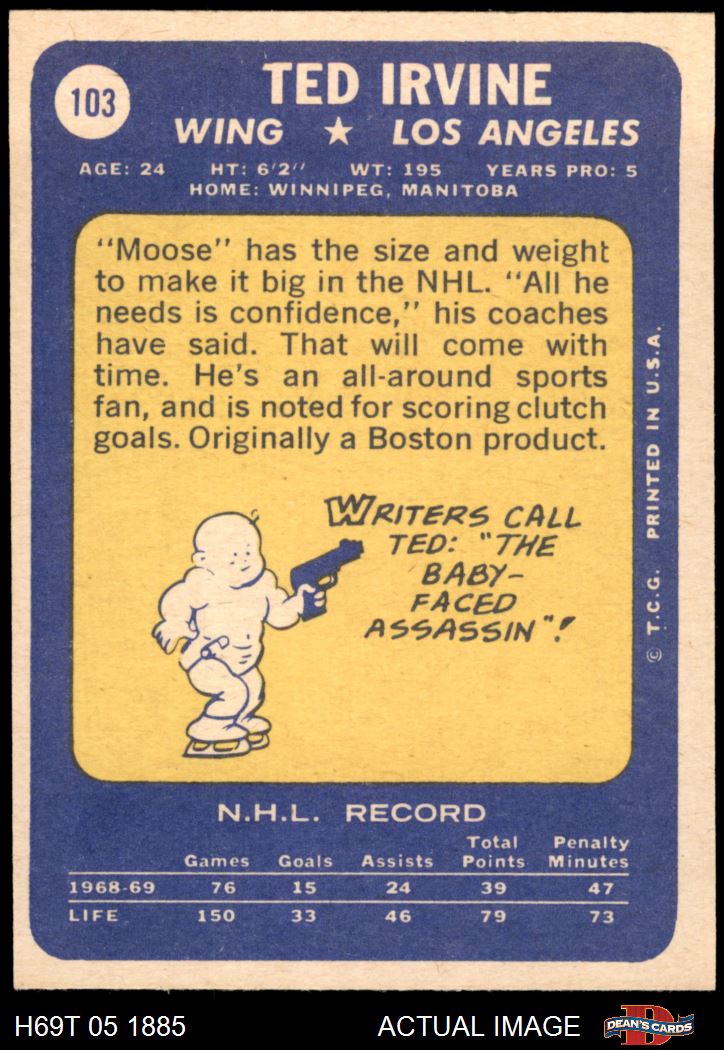 103
TED IRVINE
WING ★ LOS ANGELES
AGE: 24 HT: 6'2'' WT: 195 YEARS PRO: 5
HOME: WINNIPEG, MANITOBA
“Moose” has the size and weight
to make it big in the NHL. “All he
needs is confidence,” his coaches
have said. That will come with
time. He's an all-around sports
fan, and is noted for scoring clutch
goals. Originally a Boston product.
WRITERS CALL
TED: "THE
BABY-
FACED
ASSASSIN"!
© T.C.G. PRINTED IN U.S.A.
N.H.L. RECORD
Games Goals Assists Total Points Penalty Minutes
1968-69 76 15 24 39 47
LIFE 150 33 46 79 73
H69T 05 1885 ACTUAL IMAGE DEAN'S CARDS